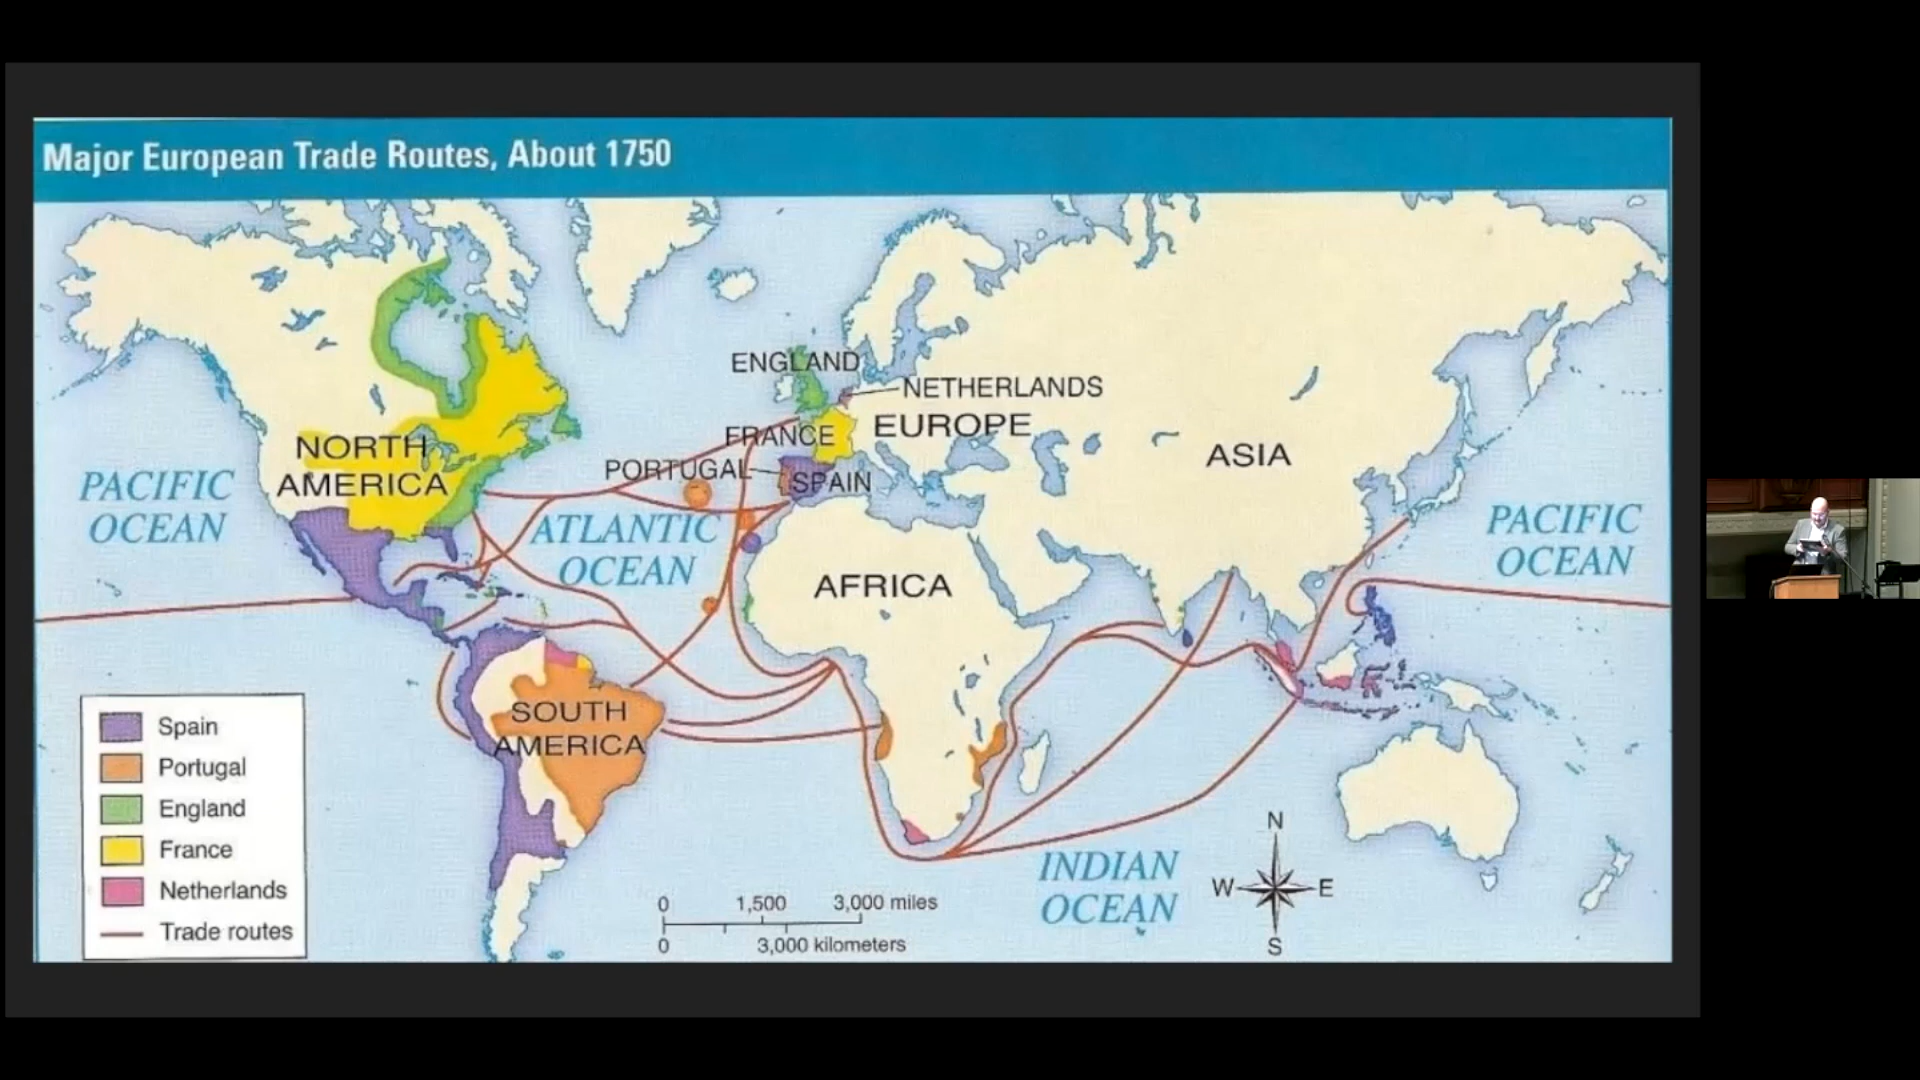 Major European Trade Routes, About 1750
ENGLAND
NETHERLANDS
FRANCE
EUROPE
NORTH
AMERICA
PORTUGAL
SPAIN
ASIA
PACIFIC
OCEAN
ATLANTIC
OCEAN
PACIFIC
OCEAN
AFRICA
SOUTH
AMERICA
Spain
Portugal
England
France
Netherlands
Trade routes
0 1,500 3,000 miles
0 3,000 kilometers
INDIAN
OCEAN
N
W E
S